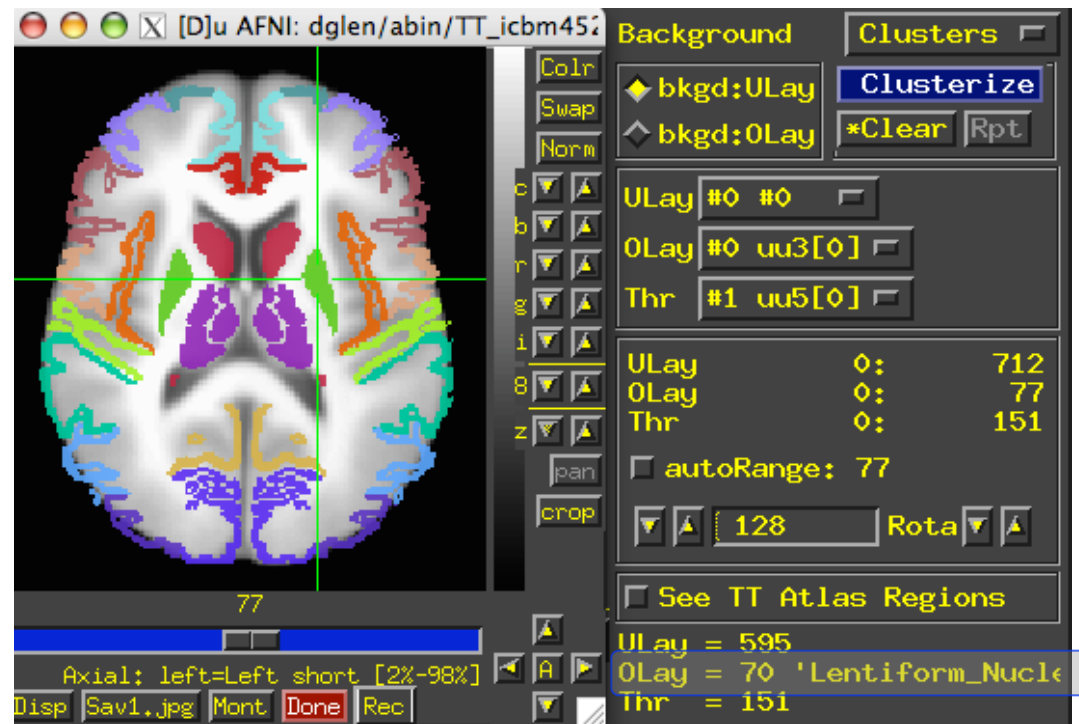 [D]u AFNI: dglen/abin/TT_icbm452
Colr
Swap
Norm
c
b
r
g
i
8
z
pan
crop
77
Axial: left=Left short [2%-98%]
A
Disp Sav1.jpg Mont Done Rec
Background Clusters
bkgd:ULay Clusterize
bkgd:OLay *Clear Rpt
ULay #0 #0
OLay #0 uu3[0]
Thr #1 uu5[0]
ULay 0: 712
OLay 0: 77
Thr 0: 151
autoRange: 77
128 Rota
See TT Atlas Regions
ULay = 595
OLay = 70 'Lentiform_Nucle
Thr = 151